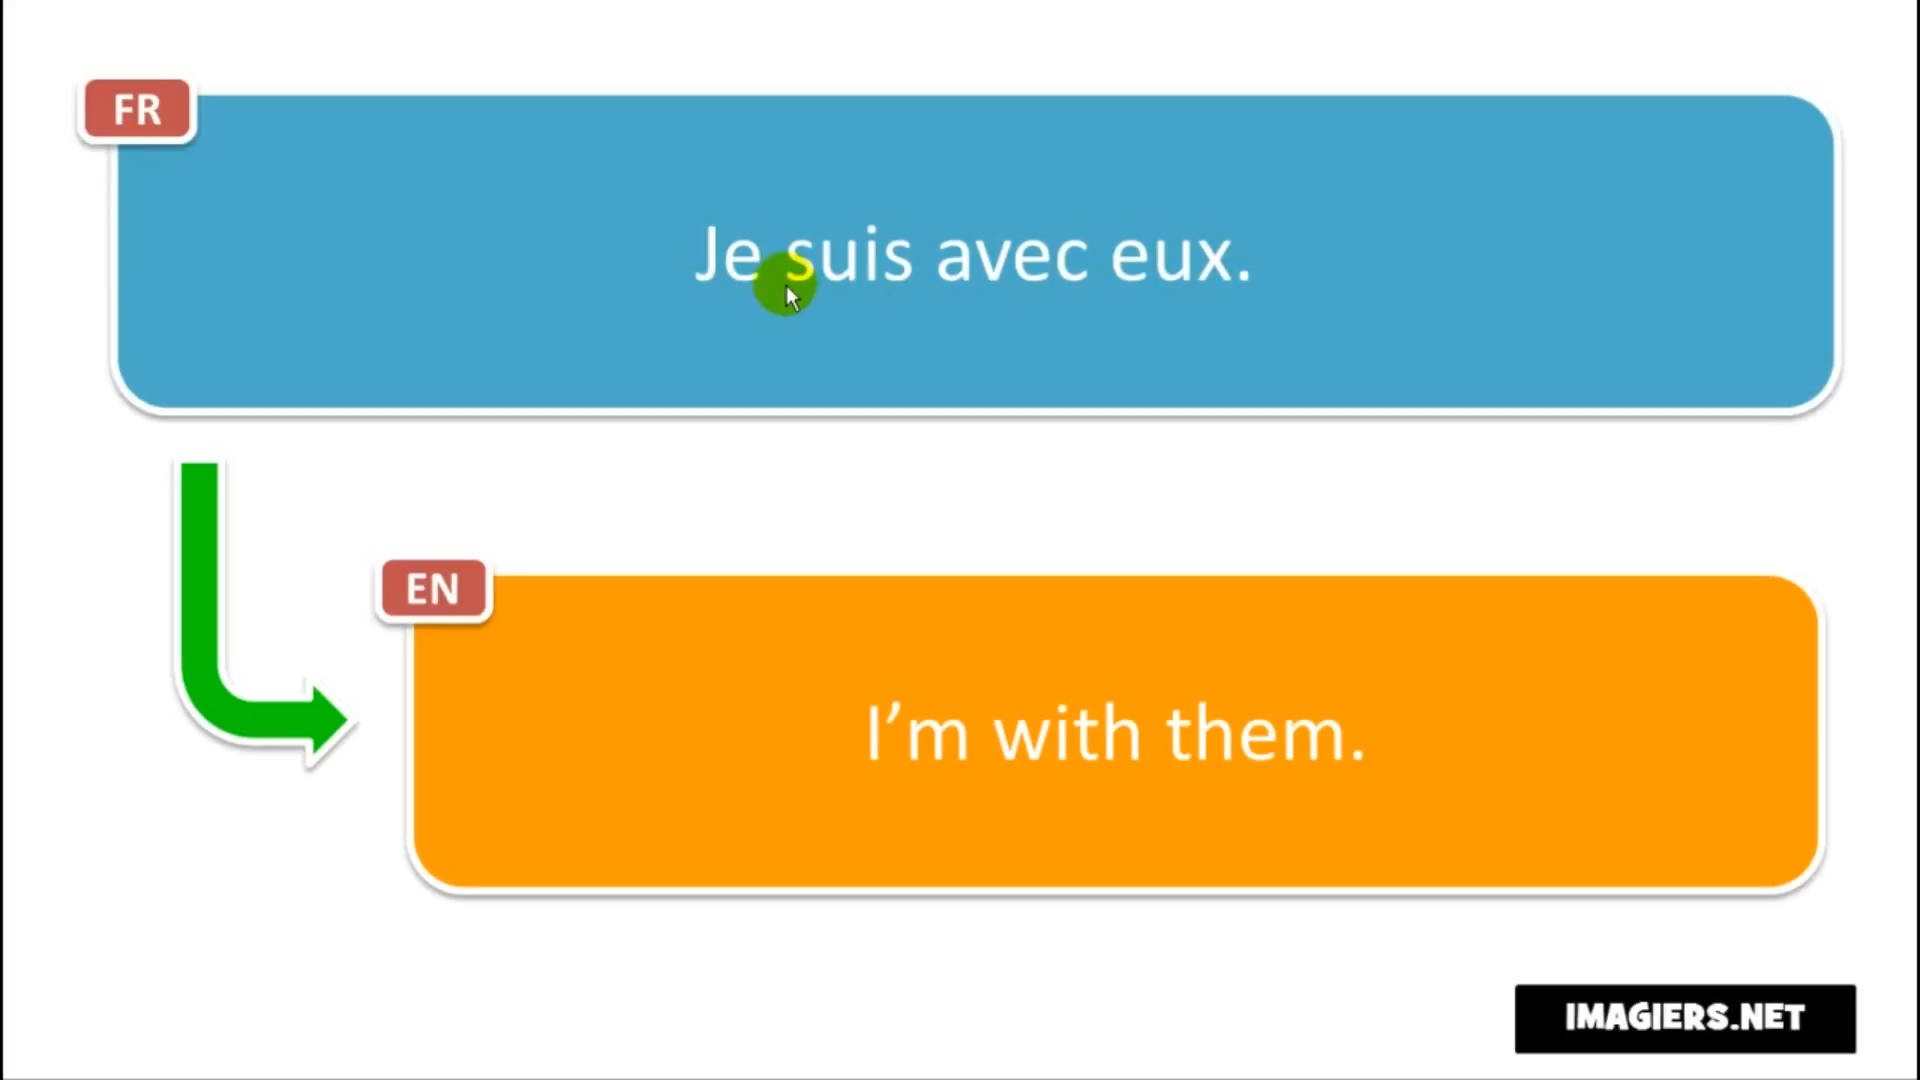 FR
Je suis avec eux.
EN
I’m with them.
IMAGIERS.NET